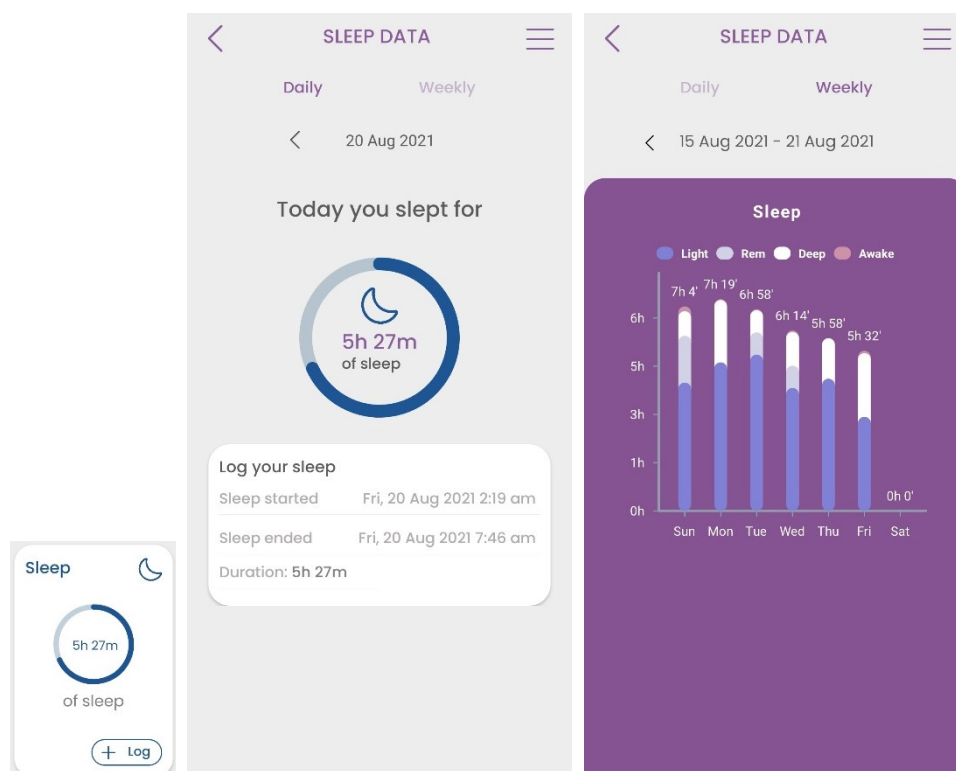 Sleep
5h 27m
of sleep
+ Log
SLEEP DATA
Daily Weekly
20 Aug 2021
Today you slept for
5h 27m
of sleep
Log your sleep
Sleep started Fri, 20 Aug 2021 2:19 am
Sleep ended Fri, 20 Aug 2021 7:46 am
Duration: 5h 27m
SLEEP DATA
Daily Weekly
15 Aug 2021 - 21 Aug 2021
Sleep
Light Rem Deep Awake
7h 4' 7h 19' 6h 58' 6h 14' 5h 58' 5h 32' 0h 0'
6h
5h
3h
1h
0h
Sun Mon Tue Wed Thu Fri Sat